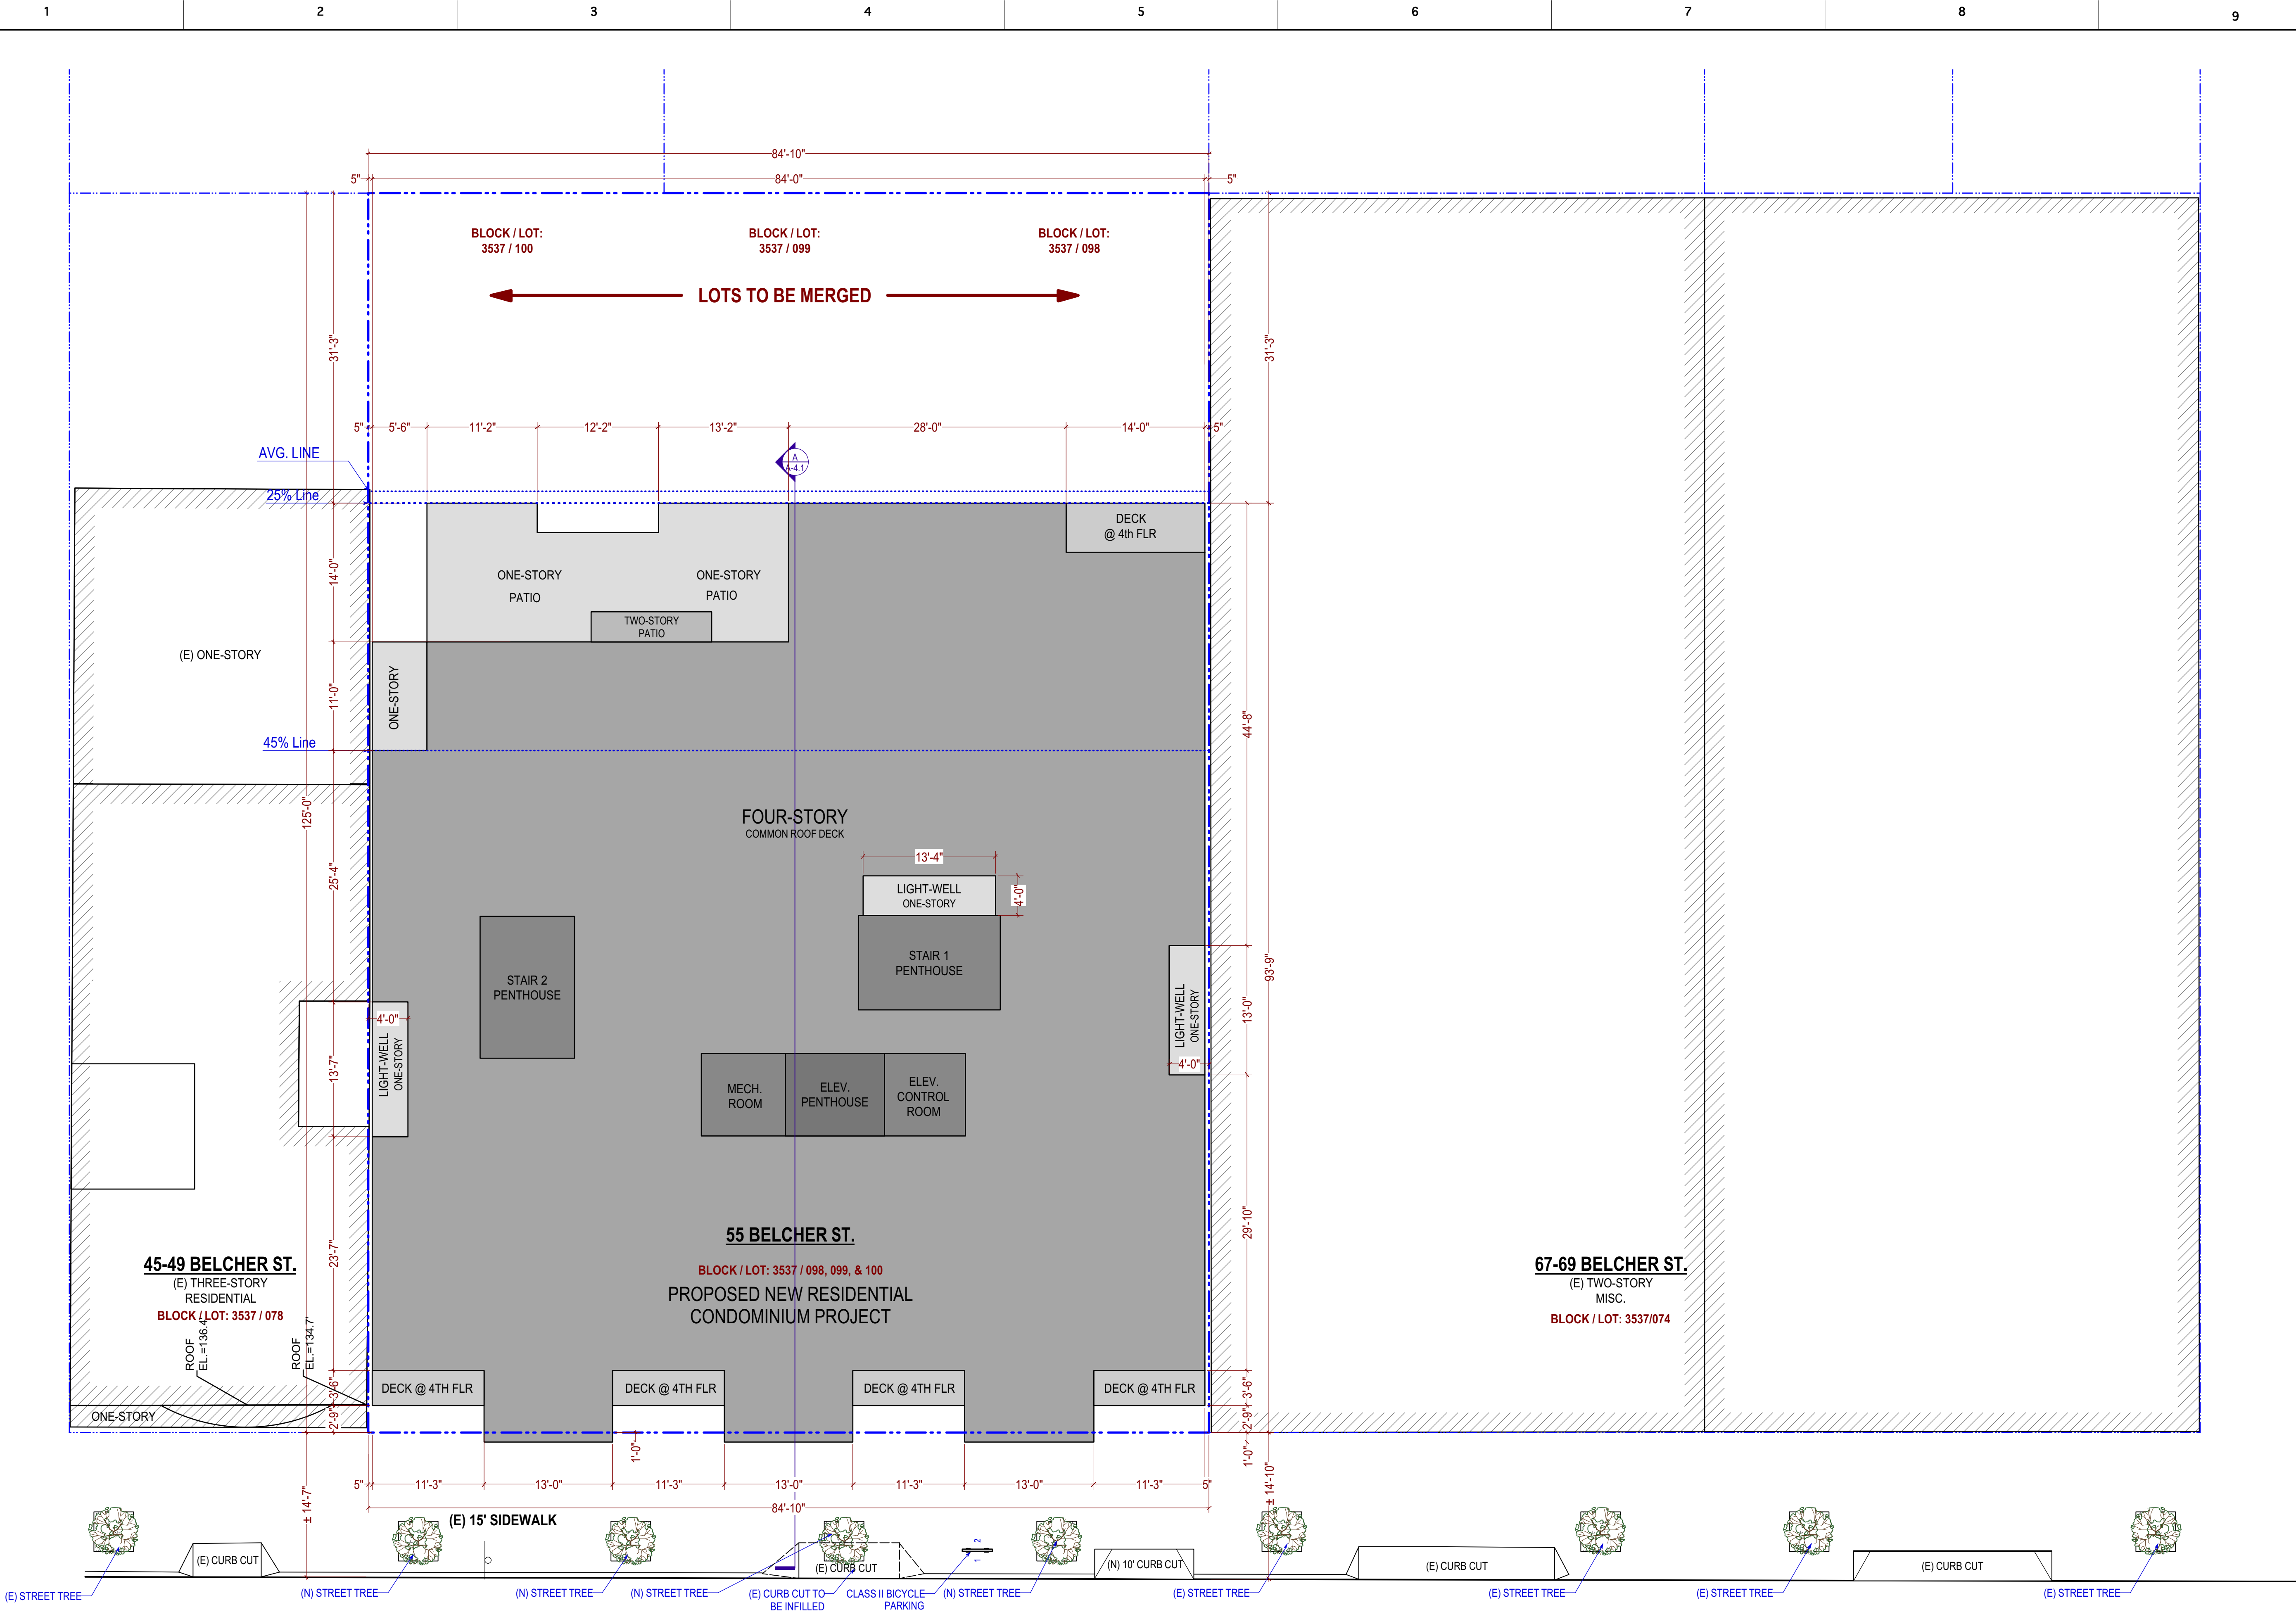 1 2 3 4 5 6 7 8 9
84'-10"
5" 84'-0" 5"
BLOCK / LOT:
3537 / 100
BLOCK / LOT:
3537 / 099
BLOCK / LOT:
3537 / 098
LOTS TO BE MERGED
31'-3"
31'-3"
5" 5'-6" 11'-2" 12'-2" 13'-2" 28'-0" 14'-0" 5"
AVG. LINE
A
A-4.1
25% Line
DECK
@ 4th FLR
14'-0"
ONE-STORY
PATIO
ONE-STORY
PATIO
TWO-STORY
PATIO
(E) ONE-STORY
ONE-STORY
11'-0"
44'-8"
45% Line
125'-0"
FOUR-STORY
COMMON ROOF DECK
13'-4"
25'-4"
LIGHT-WELL
ONE-STORY
4'-0"
STAIR 1
PENTHOUSE
93'-9"
STAIR 2
PENTHOUSE
4'-0"
LIGHT-WELL
ONE-STORY
13'-7"
LIGHT-WELL
ONE-STORY
13'-0"
4'-0"
MECH.
ROOM
ELEV.
PENTHOUSE
ELEV.
CONTROL
ROOM
29'-10"
23'-7"
55 BELCHER ST.
BLOCK / LOT: 3537 / 098, 099, & 100
PROPOSED NEW RESIDENTIAL
CONDOMINIUM PROJECT
45-49 BELCHER ST.
(E) THREE-STORY
RESIDENTIAL
BLOCK / LOT: 3537 / 078
67-69 BELCHER ST.
(E) TWO-STORY
MISC.
BLOCK / LOT: 3537/074
ROOF
EL.=136.4'
ROOF
EL.=134.7'
3'-6"
DECK @ 4TH FLR
DECK @ 4TH FLR
DECK @ 4TH FLR
DECK @ 4TH FLR
3'-6"
ONE-STORY
2'-9"
2'-9"
1'-0"
1'-0"
5" 11'-3" 13'-0" 11'-3" 13'-0" 11'-3" 13'-0" 11'-3" 5"
± 14'-7"
± 14'-10"
84'-10"
(E) 15' SIDEWALK
(E) CURB CUT
(E) CURB CUT
1 2
(N) 10' CURB CUT
(E) CURB CUT
(E) CURB CUT
(E) STREET TREE
(N) STREET TREE
(N) STREET TREE
(N) STREET TREE
(E) CURB CUT TO
BE INFILLED
CLASS II BICYCLE
PARKING
(N) STREET TREE
(E) STREET TREE
(E) STREET TREE
(E) STREET TREE
(E) STREET TREE